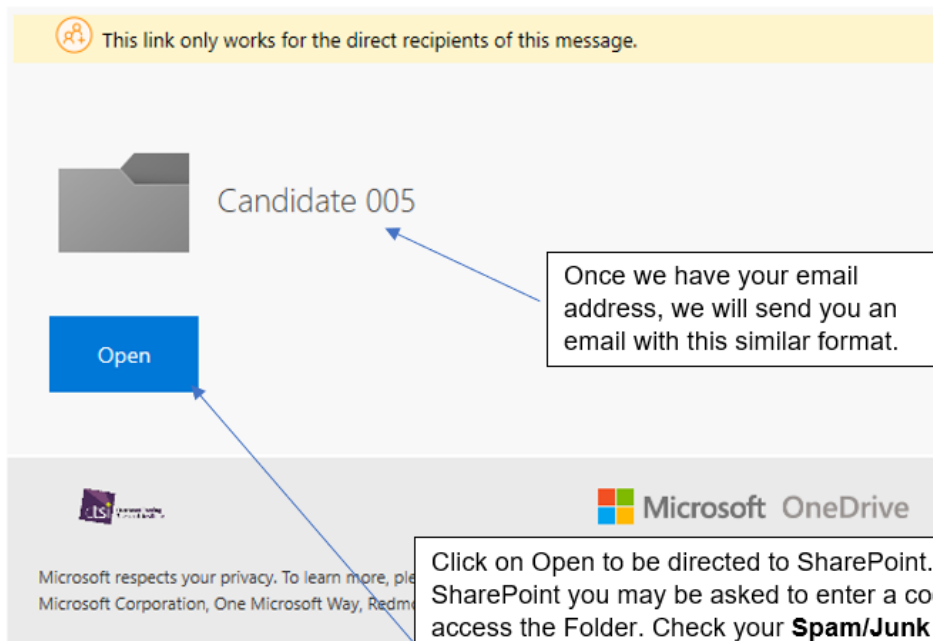 This link only works for the direct recipients of this message.
Candidate 005
Once we have your email
address, we will send you an
email with this similar format.
Open
ctsi
Microsoft OneDrive
Click on Open to be directed to SharePoint.
SharePoint you may be asked to enter a co
access the Folder. Check your Spam/Junk
Microsoft respects your privacy. To learn more, ple
Microsoft Corporation, One Microsoft Way, Redm